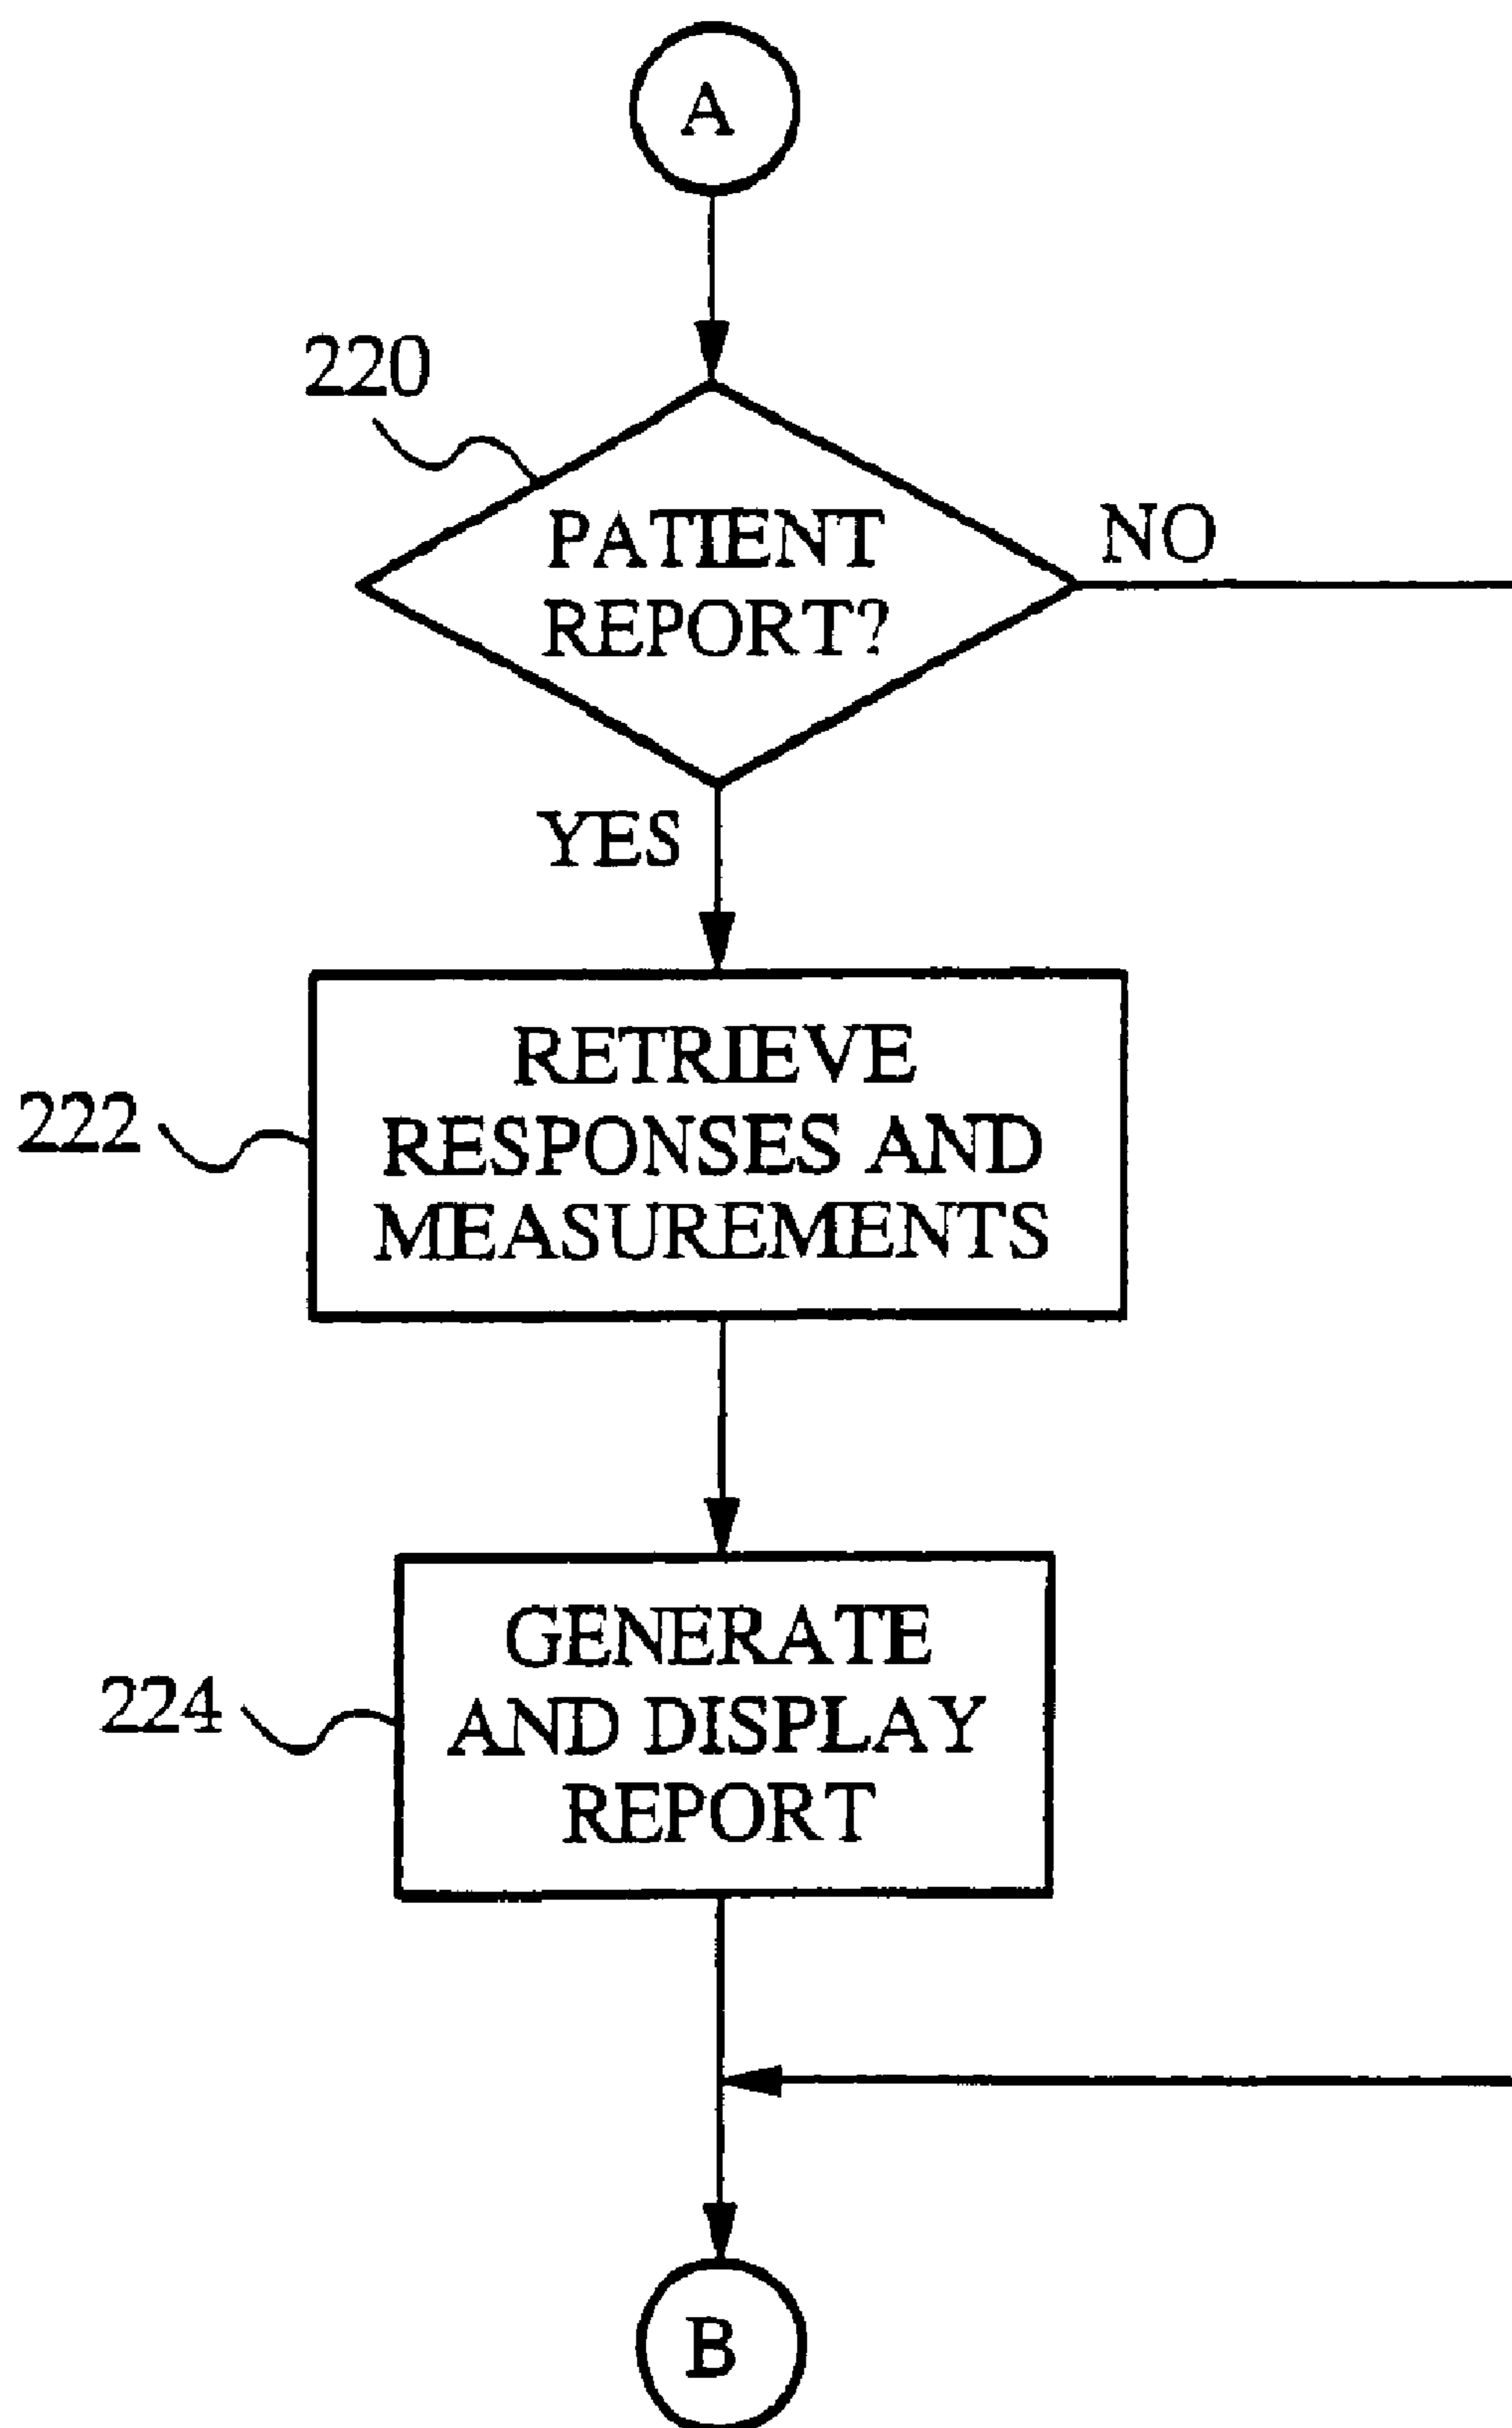 A
220
PATIENT
REPORT?
NO
YES
RETRIEVE
RESPONSES AND
MEASUREMENTS
222
GENERATE
AND DISPLAY
REPORT
224
B